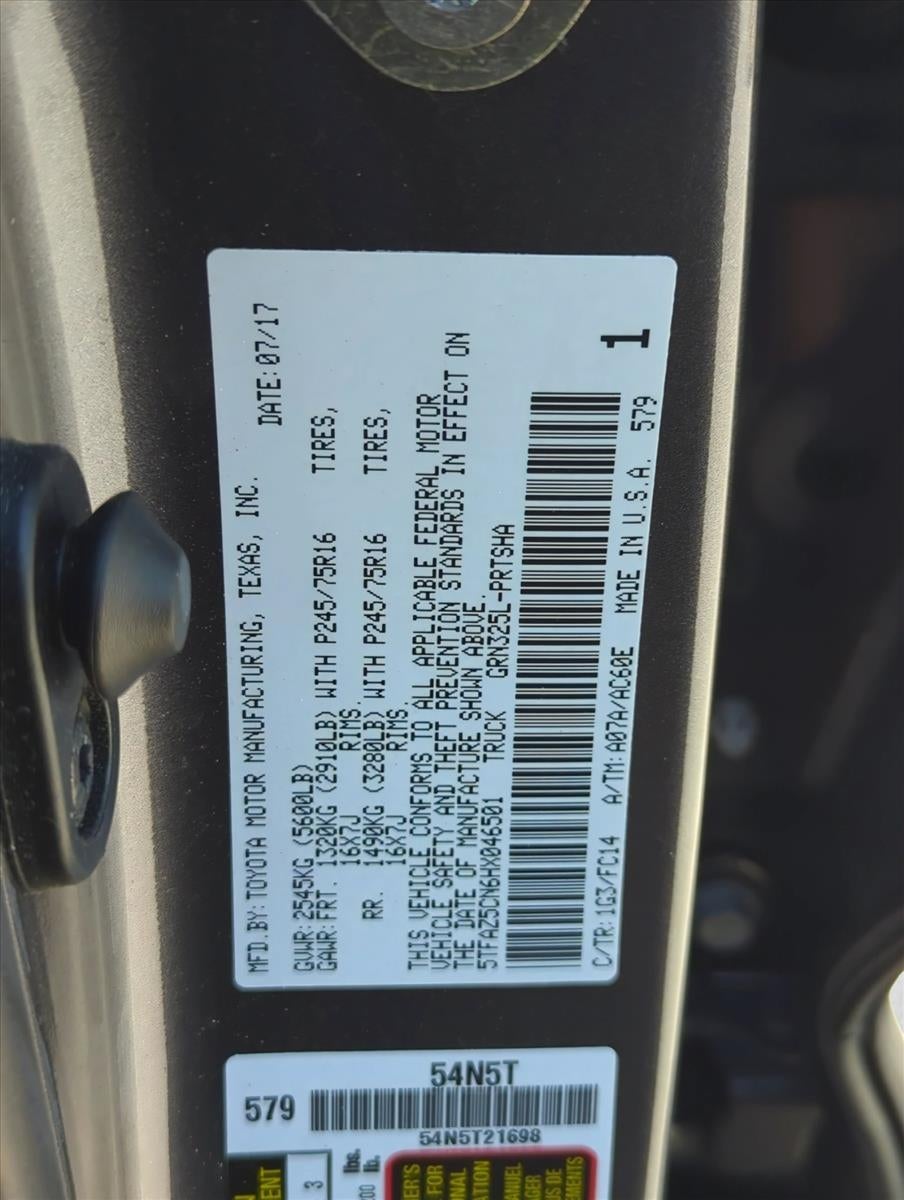 MFD.BY: TOYOTA MOTOR MANUFACTURING, TEXAS, INC. DATE: 07/17
GVWR: 2545KG (5600LB)
GAWR: FRT. 1320KG (2910LB) WITH P245/75R16 TIRES,
16X7J RIMS.
RR. 1490KG (3280LB) WITH P245/75R16 TIRES,
16X7J RIMS.
THIS VEHICLE CONFORMS TO ALL APPLICABLE FEDERAL MOTOR
VEHICLE SAFETY AND THEFT PREVENTION STANDARDS IN EFFECT ON
THE DATE OF MANUFACTURE SHOWN ABOVE.
5TFAZ5CN6HX046501 TRUCK GRN325L-PRTSHA
C/TR: 1G3/FC14 A/TM: A07A/AC60E MADE IN U.S.A. 579
1
54N5T
579
54N5T21698
3
lbs.
lb.